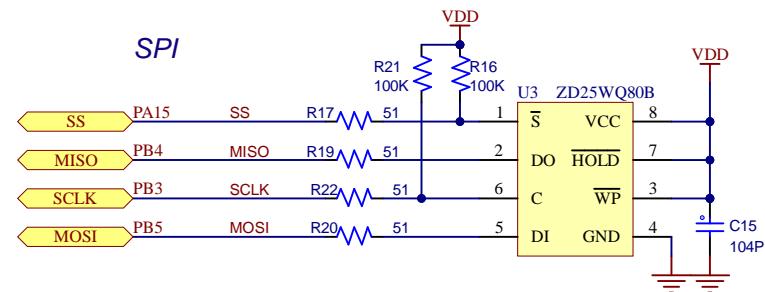 SPI
VDD
VDD
R21
100K
R16
100K
U3 ZD25WQ80B
SS PA15 SS R17 51 1 S VCC 8
MISO PB4 MISO R19 51 2 DO HOLD 7
SCLK PB3 SCLK R22 51 6 C WP 3
MOSI PB5 MOSI R20 51 5 DI GND 4
C15
104P